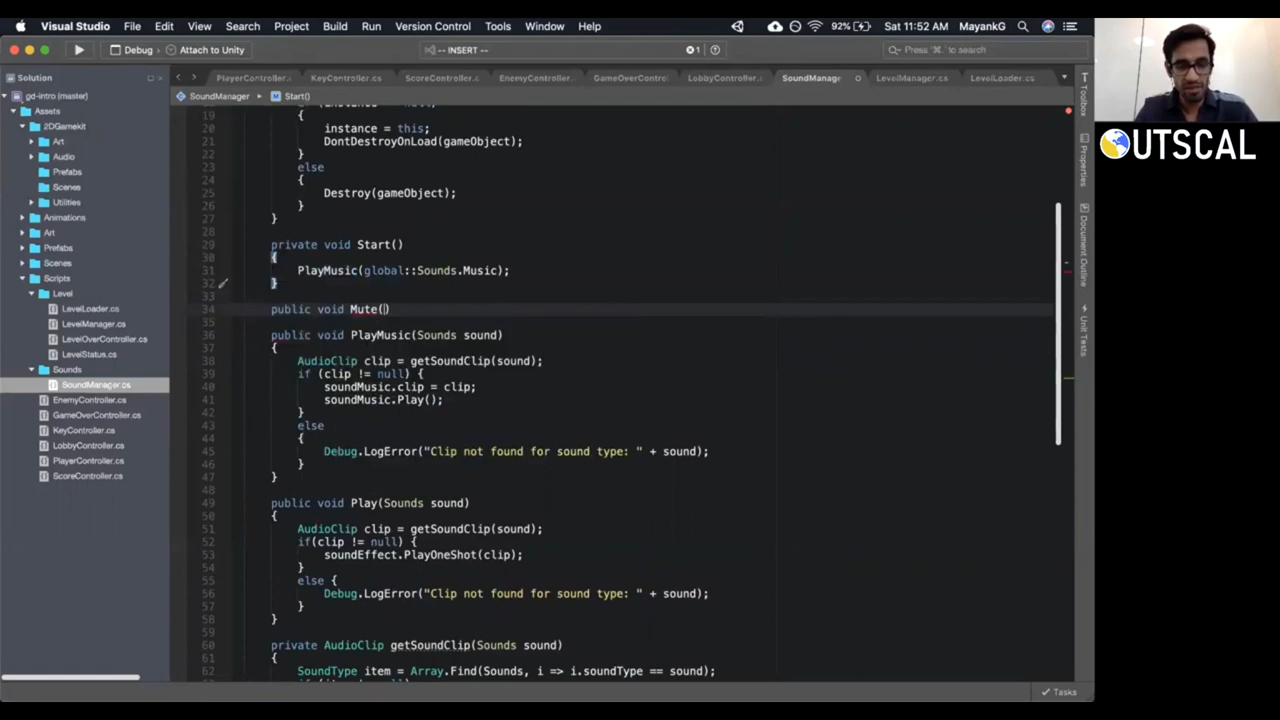 Visual Studio File Edit View Search Project Build Run Version Control Tools Window Help 92% Sat 11:52 AM MayankG
Debug Attach to Unity -- INSERT -- 1 Press '⌘.' to search
Solution
PlayerController.c KeyController.cs ScoreController.c EnemyController. GameOverContro LobbyController. SoundManage LevelManager.cs LevelLoader.cs
gd-intro (master)
SoundManager Start()
Assets
2DGamekit
Art
Audio
Prefabs
Scenes
Utilities
Animations
Art
Prefabs
Scenes
Scripts
Level
LevelLoader.cs
LevelManager.cs
LevelOverController.cs
LevelStatus.cs
Sounds
SoundManager.cs
EnemyController.cs
GameOverController.cs
KeyController.cs
LobbyController.cs
PlayerController.cs
ScoreController.cs
19 {
20 instance = this;
21 DontDestroyOnLoad(gameObject);
22 }
23 else
24 {
25 Destroy(gameObject);
26 }
27 }
28
29 private void Start()
30 {
31 PlayMusic(global::Sounds.Music);
32 }
33
34 public void Mute()
35
36 public void PlayMusic(Sounds sound)
37 {
38 AudioClip clip = getSoundClip(sound);
39 if (clip != null) {
40 soundMusic.clip = clip;
41 soundMusic.Play();
42 }
43 else
44 {
45 Debug.LogError("Clip not found for sound type: " + sound);
46 }
47 }
48
49 public void Play(Sounds sound)
50 {
51 AudioClip clip = getSoundClip(sound);
52 if(clip != null) {
53 soundEffect.PlayOneShot(clip);
54 }
55 else {
56 Debug.LogError("Clip not found for sound type: " + sound);
57 }
58 }
59
60 private AudioClip getSoundClip(Sounds sound)
61 {
62 SoundType item = Array.Find(Sounds, i => i.soundType == sound);
Toolbox
Properties
Document Outline
Unit Tests
Tasks
OUTSCAL